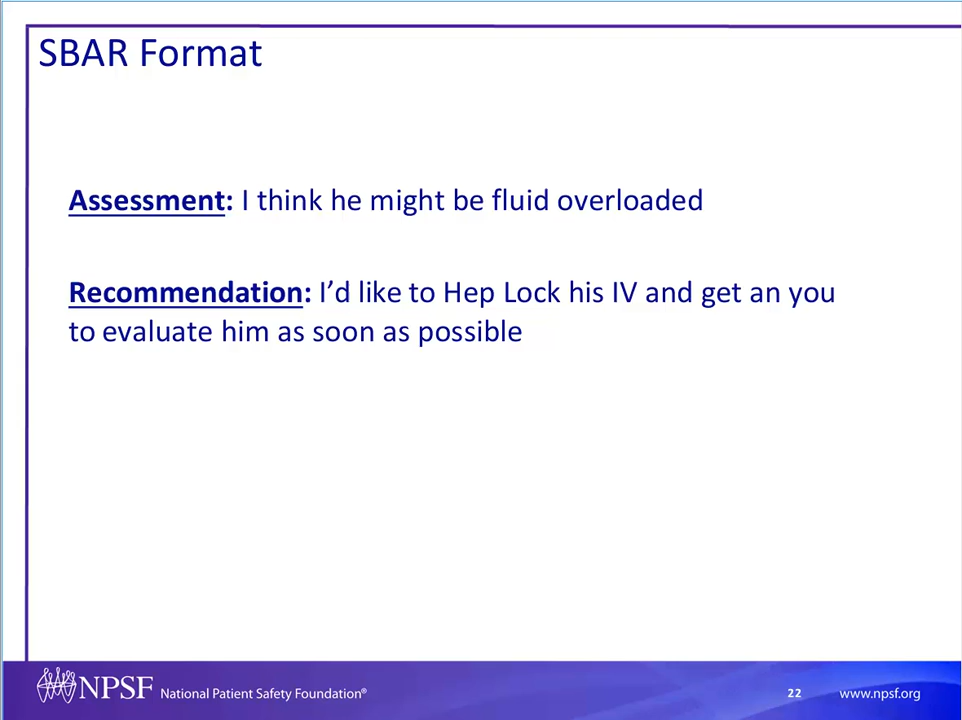 SBAR Format
Assessment: I think he might be fluid overloaded
Recommendation: I’d like to Hep Lock his IV and get an you
to evaluate him as soon as possible
NPSF National Patient Safety Foundation®
22 www.npsf.org